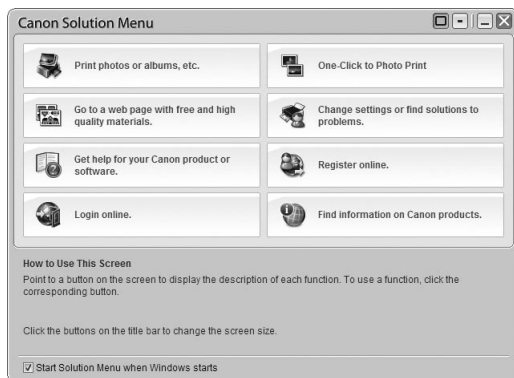 Canon Solution Menu
Print photos or albums, etc.
One-Click to Photo Print
Go to a web page with free and high
quality materials.
Change settings or find solutions to
problems.
Get help for your Canon product or
software.
Register online.
Login online.
Find information on Canon products.
How to Use This Screen
Point to a button on the screen to display the description of each function. To use a function, click the
corresponding button.
Click the buttons on the title bar to change the screen size.
Start Solution Menu when Windows starts